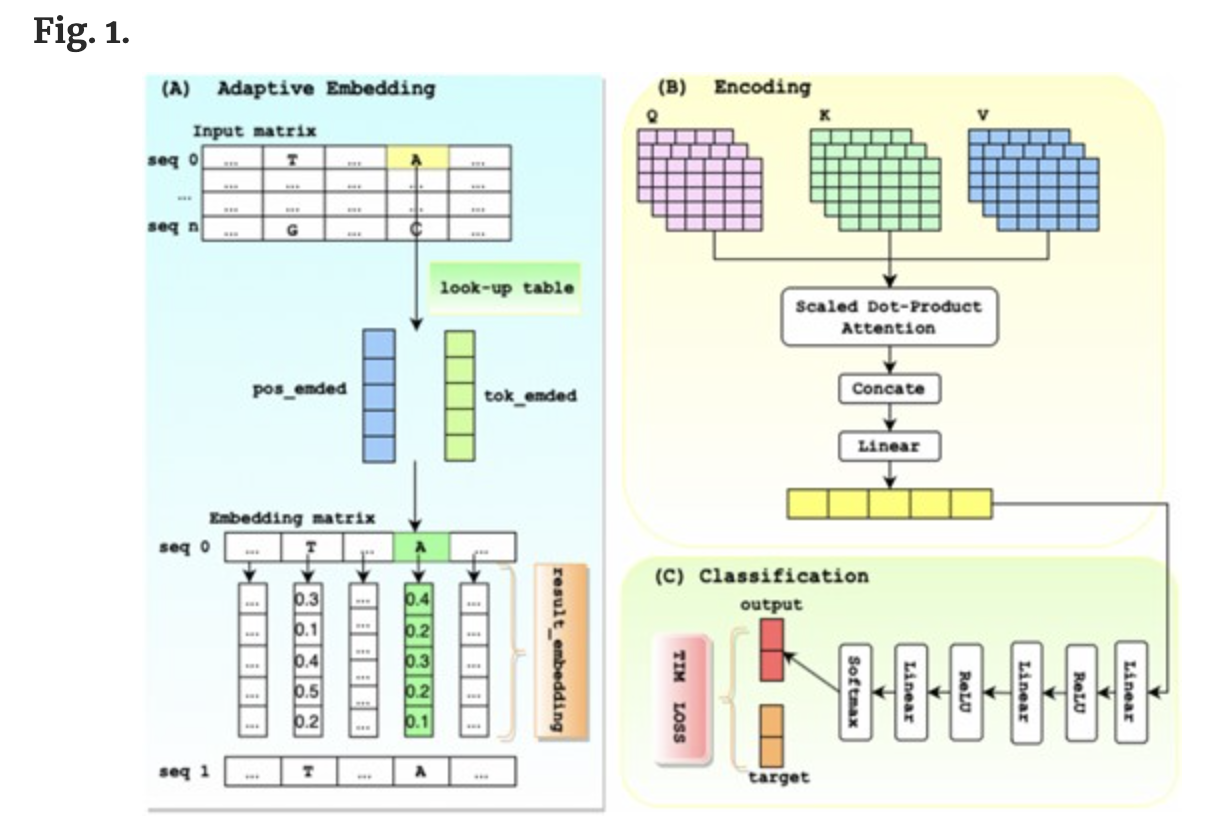 Fig. 1.
(A) Adaptive Embedding
Input matrix
seq 0 ... T ... A ...
... ... ... ... ... ...
... ... ... ... ...
seq n ... G ... C ...
look-up table
pos_emded
tok_emded
Embedding matrix
seq 0 ... T ... A ...
... 0.3 ... 0.4 ...
... 0.1 ... 0.2 ...
... 0.4 ... 0.3 ...
... 0.5 ... 0.2 ...
... 0.2 ... 0.1 ...
result_embedding
seq 1 ... T ... A ...
(B) Encoding
Q K V
Scaled Dot-Product
Attention
Concate
Linear
(C) Classification
output
TIM LOSS
target
Softmax
Linear
ReLU
Linear
ReLU
Linear